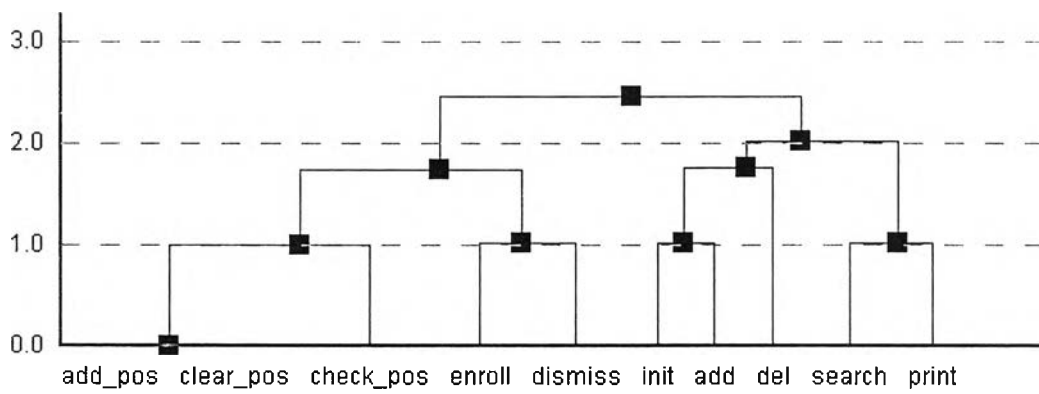 3.0
2.0
1.0
0.0
add_pos clear_pos check_pos enroll dismiss init add del search print